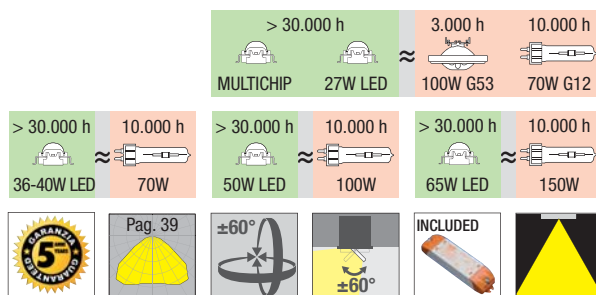 > 30.000 h 3.000 h 10.000 h
≈
MULTICHIP 27W LED 100W G53 70W G12
> 30.000 h 10.000 h > 30.000 h 10.000 h > 30.000 h 10.000 h
≈ ≈ ≈
36-40W LED 70W 50W LED 100W 65W LED 150W
GARANZIA
5 ANNI YEARS
GUARANTEED
Pag. 39
±60°
±60°
INCLUDED